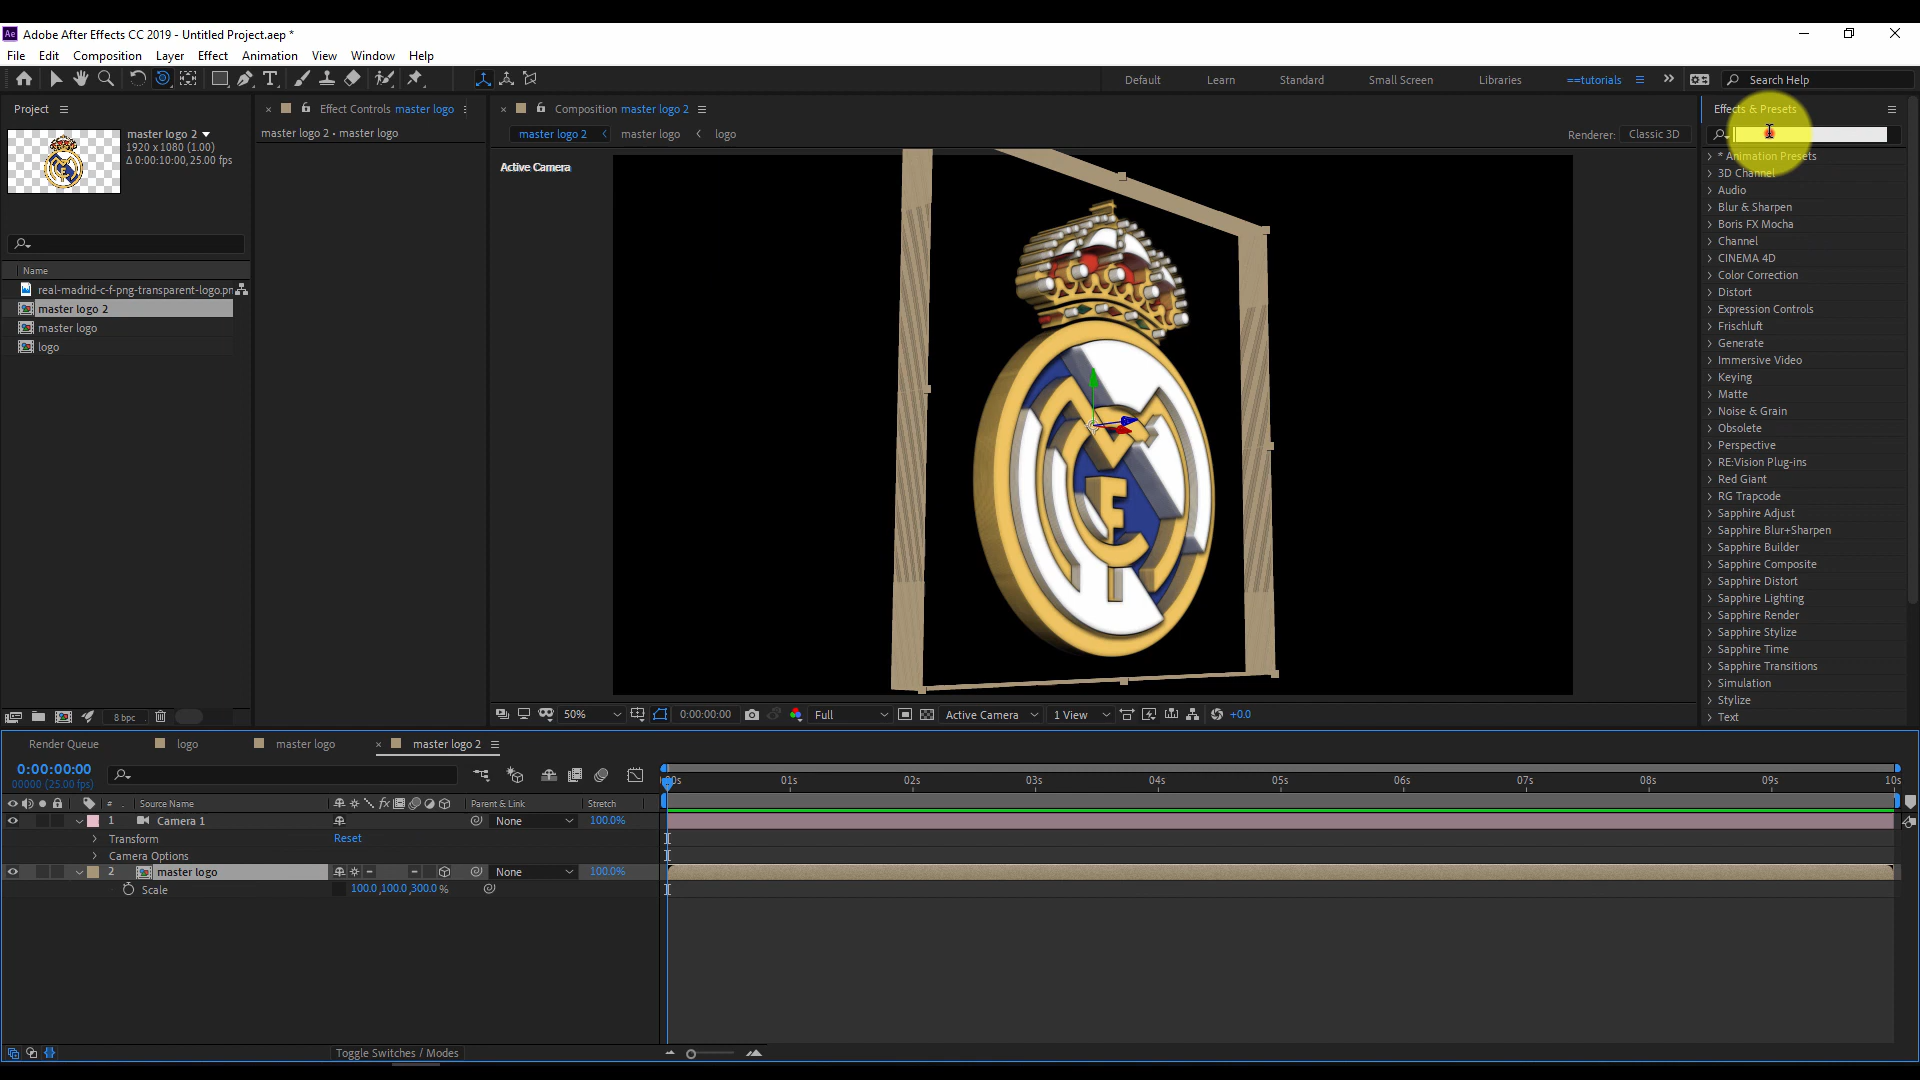 Ae Adobe After Effects CC 2019 - Untitled Project.aep *
File Edit Composition Layer Effect Animation View Window Help
Default Learn Standard Small Screen Libraries ==tutorials Search Help
Project
Effect Controls master logo
Composition master logo 2
Effects & Presets
master logo 2
1920 x 1080 (1.00)
Δ 0:00:10:00, 25.00 fps
master logo 2 • master logo
master logo 2 master logo logo
Renderer: Classic 3D
Active Camera
Name
real-madrid-c-f-png-transparent-logo.pn
master logo 2
master logo
logo
* Animation Presets
3D Channel
Audio
Blur & Sharpen
Boris FX Mocha
Channel
CINEMA 4D
Color Correction
Distort
Expression Controls
Frischluft
Generate
Immersive Video
Keying
Matte
Noise & Grain
Obsolete
Perspective
RE:Vision Plug-ins
Red Giant
RG Trapcode
Sapphire Adjust
Sapphire Blur+Sharpen
Sapphire Builder
Sapphire Composite
Sapphire Distort
Sapphire Lighting
Sapphire Render
Sapphire Stylize
Sapphire Time
Sapphire Transitions
Simulation
Stylize
Text
8 bpc
50% 0:00:00:00 Full Active Camera 1 View +0.0
Render Queue logo master logo master logo 2
0:00:00:00
00000 (25.00 fps)
:00s 01s 02s 03s 04s 05s 06s 07s 08s 09s 10s
# Source Name fx Parent & Link Stretch
1 Camera 1 None 100.0%
Transform Reset
Camera Options
2 master logo None 100.0%
Scale 100.0,100.0,300.0 %
Toggle Switches / Modes